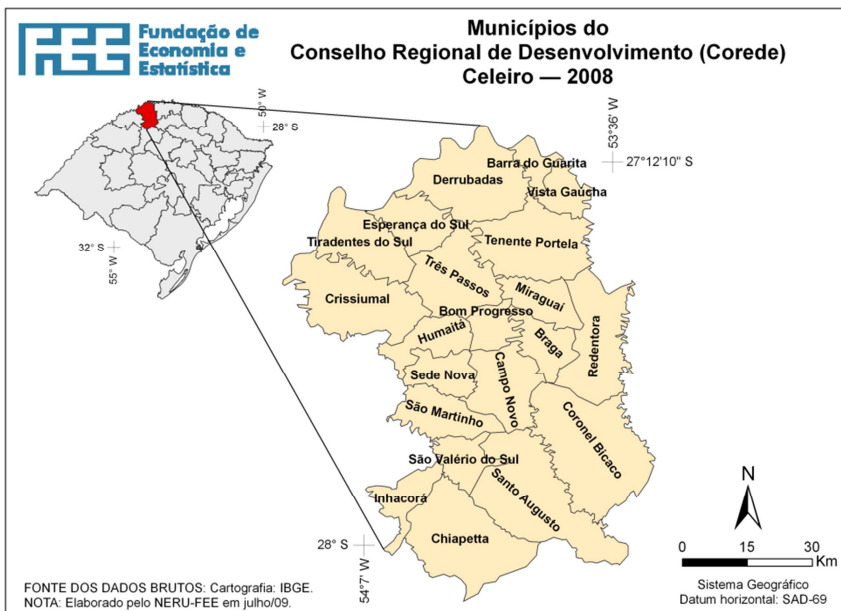 FEE
Fundação de
Economia e
Estatística
Municípios do
Conselho Regional de Desenvolvimento (Corede)
Celeiro — 2008
50° W
28° S
32° S
55° W
53°36' W
27°12'10" S
Barra do Guarita
Derrubadas
Vista Gaúcha
Esperança do Sul
Tiradentes do Sul
Tenente Portela
Três Passos
Crissiumal
Miraguaí
Bom Progresso
Redentora
Humaitá
Braga
Sede Nova
Campo Novo
São Martinho
Coronel Bicaco
São Valério do Sul
Santo Augusto
Inhacorá
Chiapetta
28° S
54°7' W
N
0 15 30
Km
Sistema Geográfico
Datum horizontal: SAD-69
FONTE DOS DADOS BRUTOS: Cartografia: IBGE.
NOTA: Elaborado pelo NERU-FEE em julho/09.